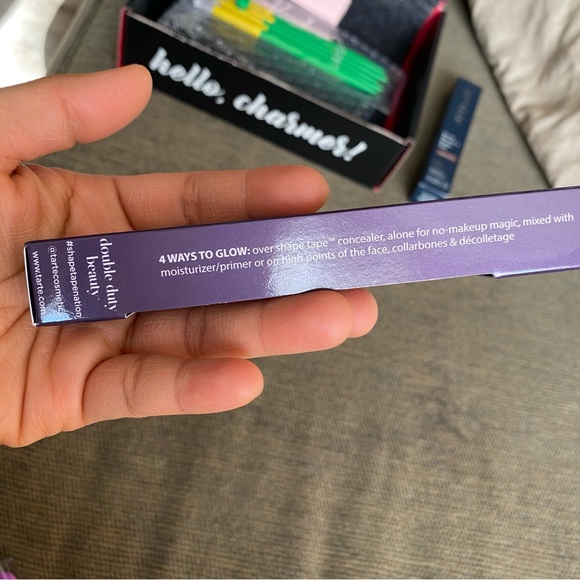 hello, charmer!
4 WAYS TO GLOW: over shape tape™ concealer, alone for no-makeup magic, mixed with
moisturizer/primer or on high points of the face, collarbones & décolletage
double duty
beauty™
#shapetapenation
@tartecosmetics
www.tarte.com